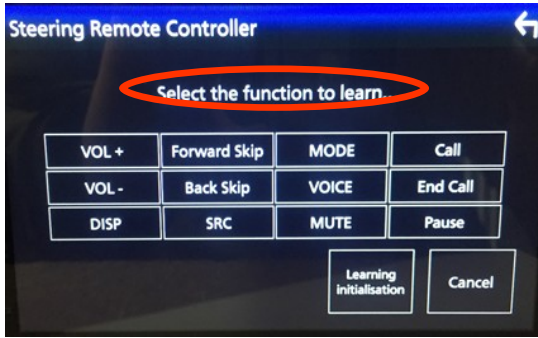 Steering Remote Controller
Select the function to learn...
VOL + Forward Skip MODE Call
VOL - Back Skip VOICE End Call
DISP SRC MUTE Pause
Learning
initialisation
Cancel